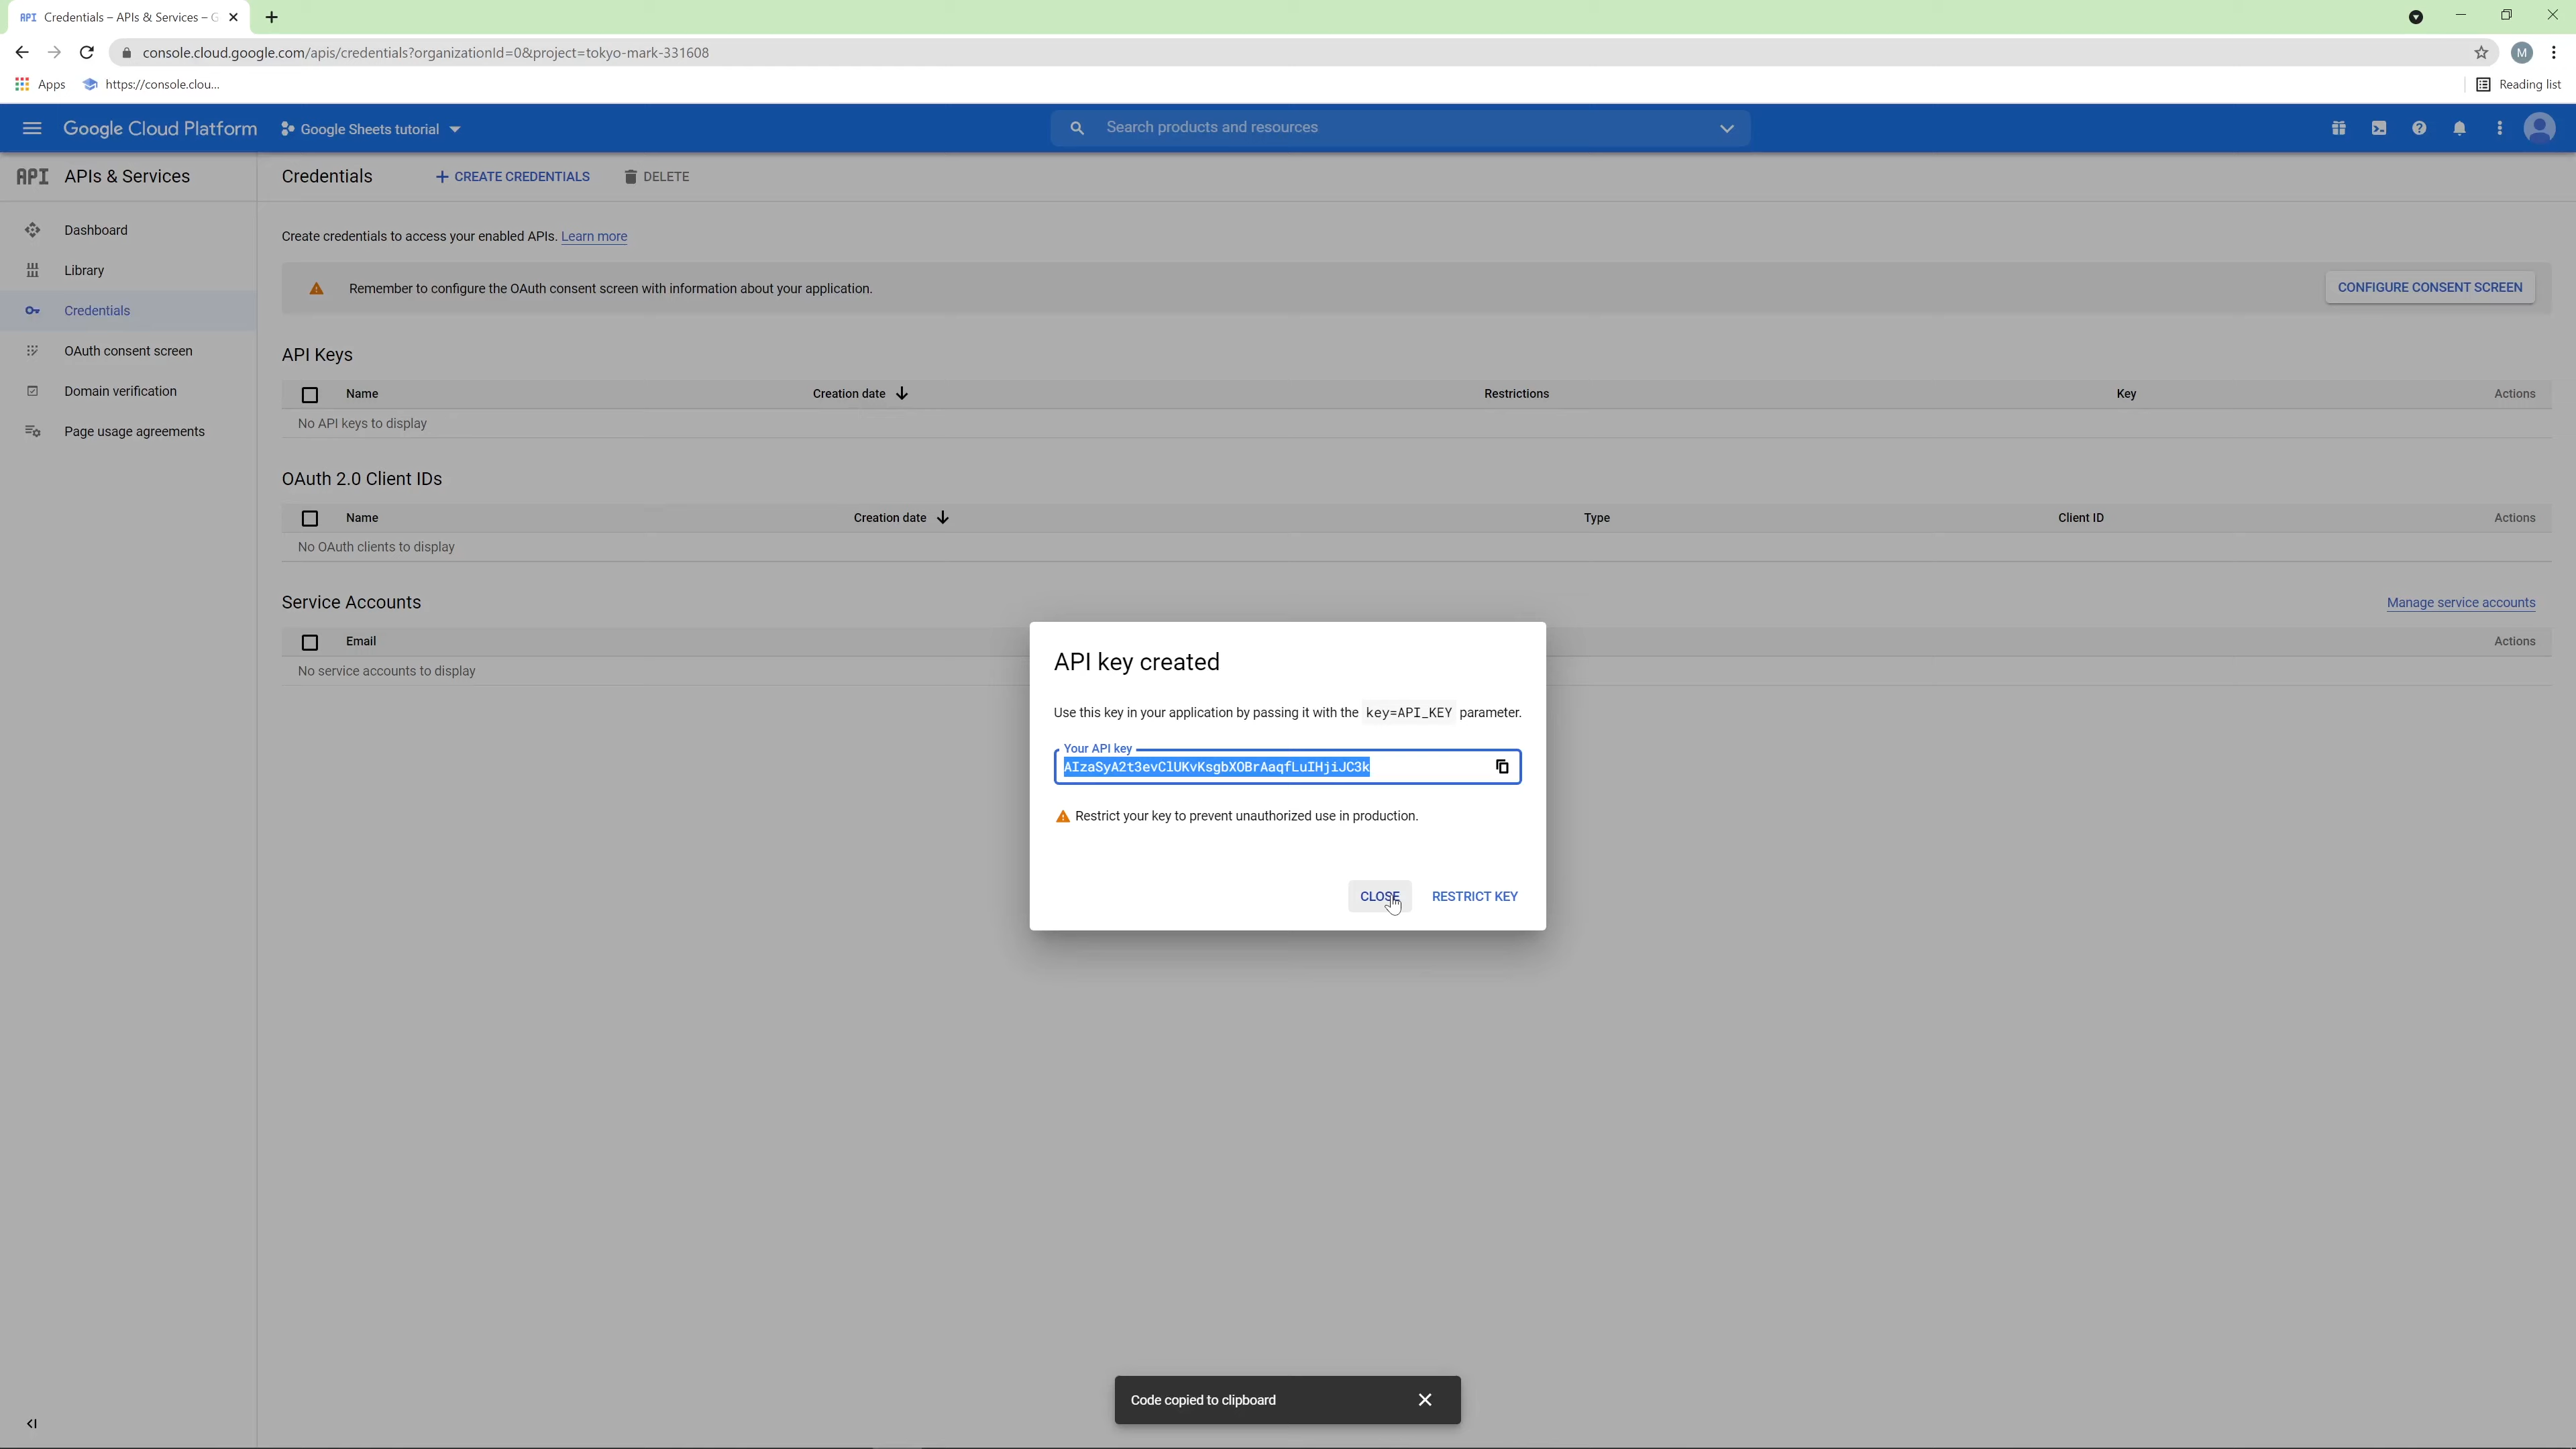 API Credentials – APIs & Services – G
console.cloud.google.com/apis/credentials?organizationId=0&project=tokyo-mark-331608
M
Apps
https://console.clou...
Reading list
Google Cloud Platform
Google Sheets tutorial
Search products and resources
API APIs & Services
Credentials
CREATE CREDENTIALS
DELETE
Dashboard
Library
Credentials
OAuth consent screen
Domain verification
Page usage agreements
Create credentials to access your enabled APIs. Learn more
Remember to configure the OAuth consent screen with information about your application.
CONFIGURE CONSENT SCREEN
API Keys
Name Creation date Restrictions Key Actions
No API keys to display
OAuth 2.0 Client IDs
Name Creation date Type Client ID Actions
No OAuth clients to display
Service Accounts
Manage service accounts
Email Actions
No service accounts to display
API key created
Use this key in your application by passing it with the key=API_KEY parameter.
Your API key
AIzaSyA2t3evClUKvKsgbXOBrAaqfLuIHjiJC3k
Restrict your key to prevent unauthorized use in production.
CLOSE RESTRICT KEY
Code copied to clipboard